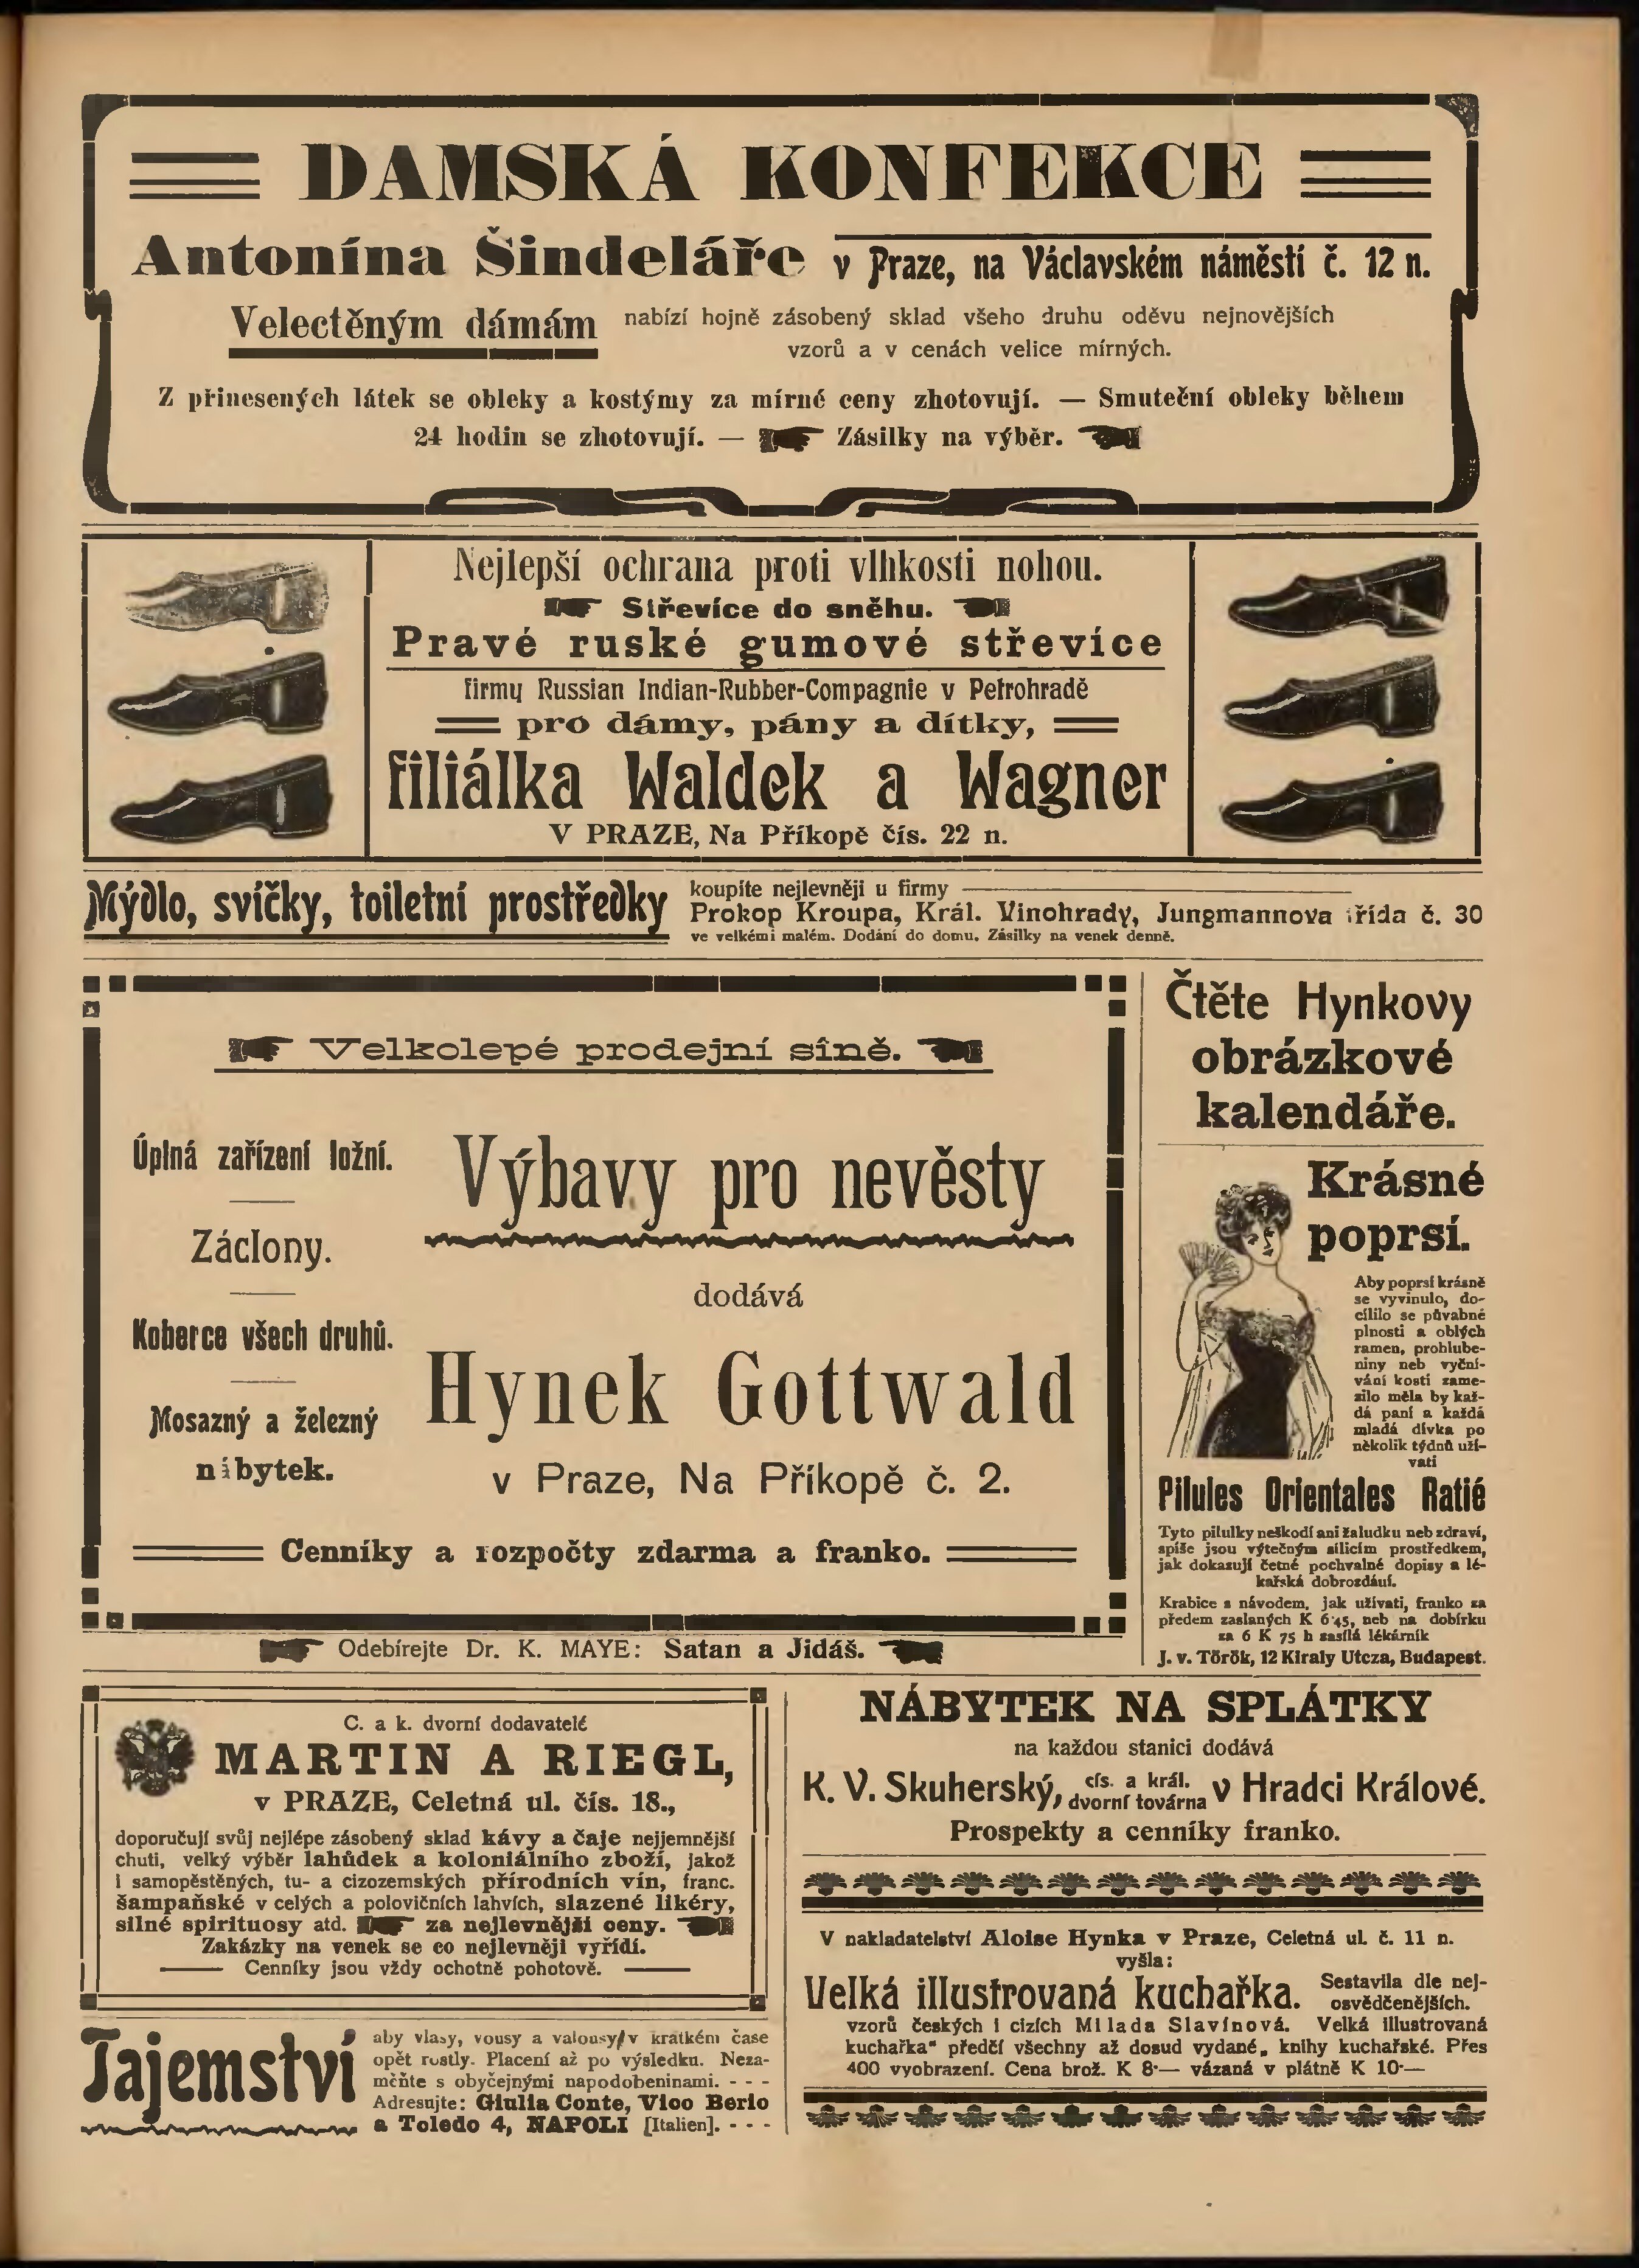 DAMSKÁ KONFEKCE
Antonína Šindeláře v Praze, na Václavském náměstí č. 12 n.
Velectěným dámám nabízí hojně zásobený sklad všeho druhu oděvu nejnovějších
vzorů a v cenách velice mírných.
Z přinesených látek se obleky a kostýmy za mírné ceny zhotovují. — Smuteční obleky během
24 hodin se zhotovují. — Zásilky na výběr.
Nejlepší ochrana proti vlhkosti nohou.
Střevíce do sněhu.
Pravé ruské gumové střevíce
firmy Russian Indian-Rubber-Compagnie v Petrohradě
pro dámy, pány a dítky,
filiálka Waldek a Wagner
V PRAZE, Na Příkopě čís. 22 n.
Mýdlo, svíčky, toiletní prostředky
koupíte nejlevněji u firmy
Prokop Kroupa, Král. Vinohrady, Jungmannova třída č. 30
ve velkém i malém. Dodání do domu. Zásilky na venek denně.
Velkolepé prodejní síně.
Úplná zařízení ložní.
Záclony.
Koberce všech druhů.
Mosazný a železný
nábytek.
Výbavy pro nevěsty
dodává
Hynek Gottwald
v Praze, Na Příkopě č. 2.
Cenníky a rozpočty zdarma a franko.
Odebírejte Dr. K. MAYE: Satan a Jidáš.
Čtěte Hynkovy
obrázkové
kalendáře.
Krásné
poprsí.
Aby poprsí krásně
se vyvinulo, do-
cílilo se půvabné
plnosti a oblých
ramen, prohlube-
niny neb vyční-
vání kostí zame-
zilo měla by kaž-
dá paní a každá
mladá dívka po
několik týdnů uží-
vati
Pilules Orientales Ratié
Tyto pilulky neškodí ani žaludku neb zdraví,
spíše jsou výtečným sílícím prostředkem,
jak dokazují četné pochvalné dopisy a lé-
kařská dobrozdání.
Krabice s návodem, jak užívati, franko za
předem zaslaných K 6·45, neb na dobírku
za 6 K 75 h zasílá lékárník
J. v. Török, 12 Kiraly Utcza, Budapest.
C. a k. dvorní dodavatelé
MARTIN A RIEGL,
v PRAZE, Celetná ul. čís. 18.,
doporučují svůj nejlépe zásobený sklad kávy a čaje nejjemnější
chuti, velký výběr lahůdek a koloniálního zboží, jakož
i samopěstěných, tu- a cizozemských přírodních vín, franc.
šampaňské v celých a polovičních lahvích, slazené likéry,
silné spirituosy atd. za nejlevnější ceny.
Zakázky na venek se co nejlevněji vyřídí.
Cenníky jsou vždy ochotně pohotově.
Tajemství
aby vlasy, vousy a valousy v krátkém čase
opět rostly. Placení až po výsledku. Neza-
měňte s obyčejnými napodobeninami. - - -
Adresujte: Giulia Conte, Vico Berio
a Toledo 4, NAPOLI [Italien]. - - -
NÁBYTEK NA SPLÁTKY
na každou stanici dodává
K. V. Skuherský, cís. a král. dvorní továrna v Hradci Králové.
Prospekty a cenníky franko.
V nakladatelství Aloise Hynka v Praze, Celetná ul. č. 11 n.
vyšla:
Velká illustrovaná kuchařka. Sestavila dle nej-
osvědčenějších.
vzorů českých i cizích Milada Slavínová. Velká illustrovaná
kuchařka“ předčí všechny až dosud vydané„ knihy kuchařské. Přes
400 vyobrazení. Cena brož. K 8·— vázaná v plátně K 10·—